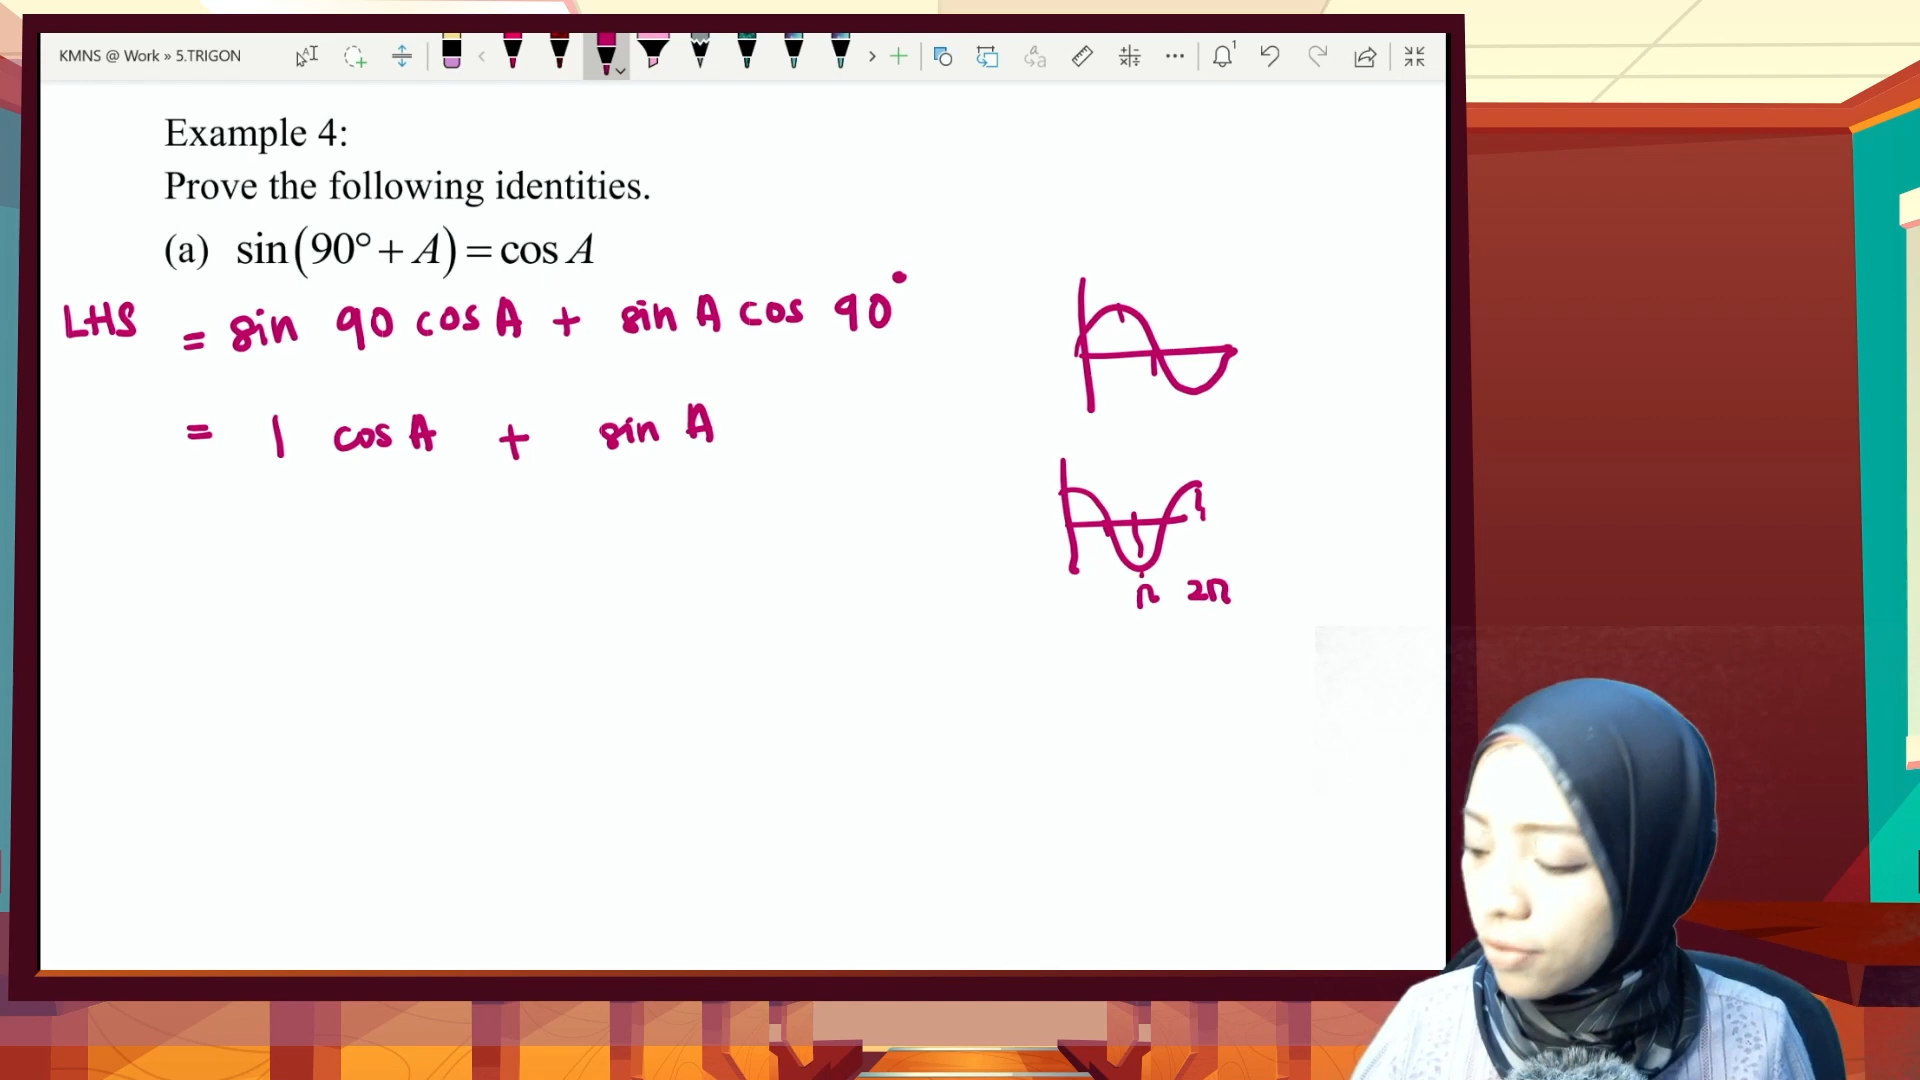 KMNS @ Work » 5.TRIGON
Example 4:
Prove the following identities.
(a) sin(90° + A) = cos A
LHS = sin 90 cos A + sin A cos 90°
= 1 cos A + sin A
π 2π